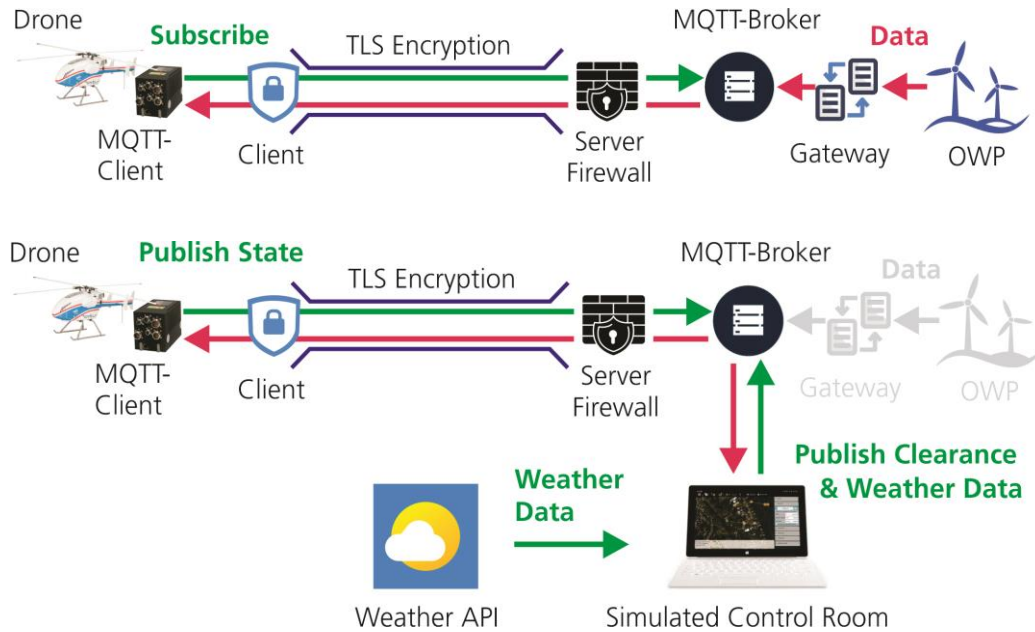 Drone
Subscribe
TLS Encryption
MQTT-Broker
Data
MQTT-
Client
Client
Server
Firewall
Gateway
OWP
Drone
Publish State
TLS Encryption
MQTT-Broker
Data
MQTT-
Client
Client
Server
Firewall
Gateway
OWP
Weather
Data
Publish Clearance
& Weather Data
Weather API
Simulated Control Room